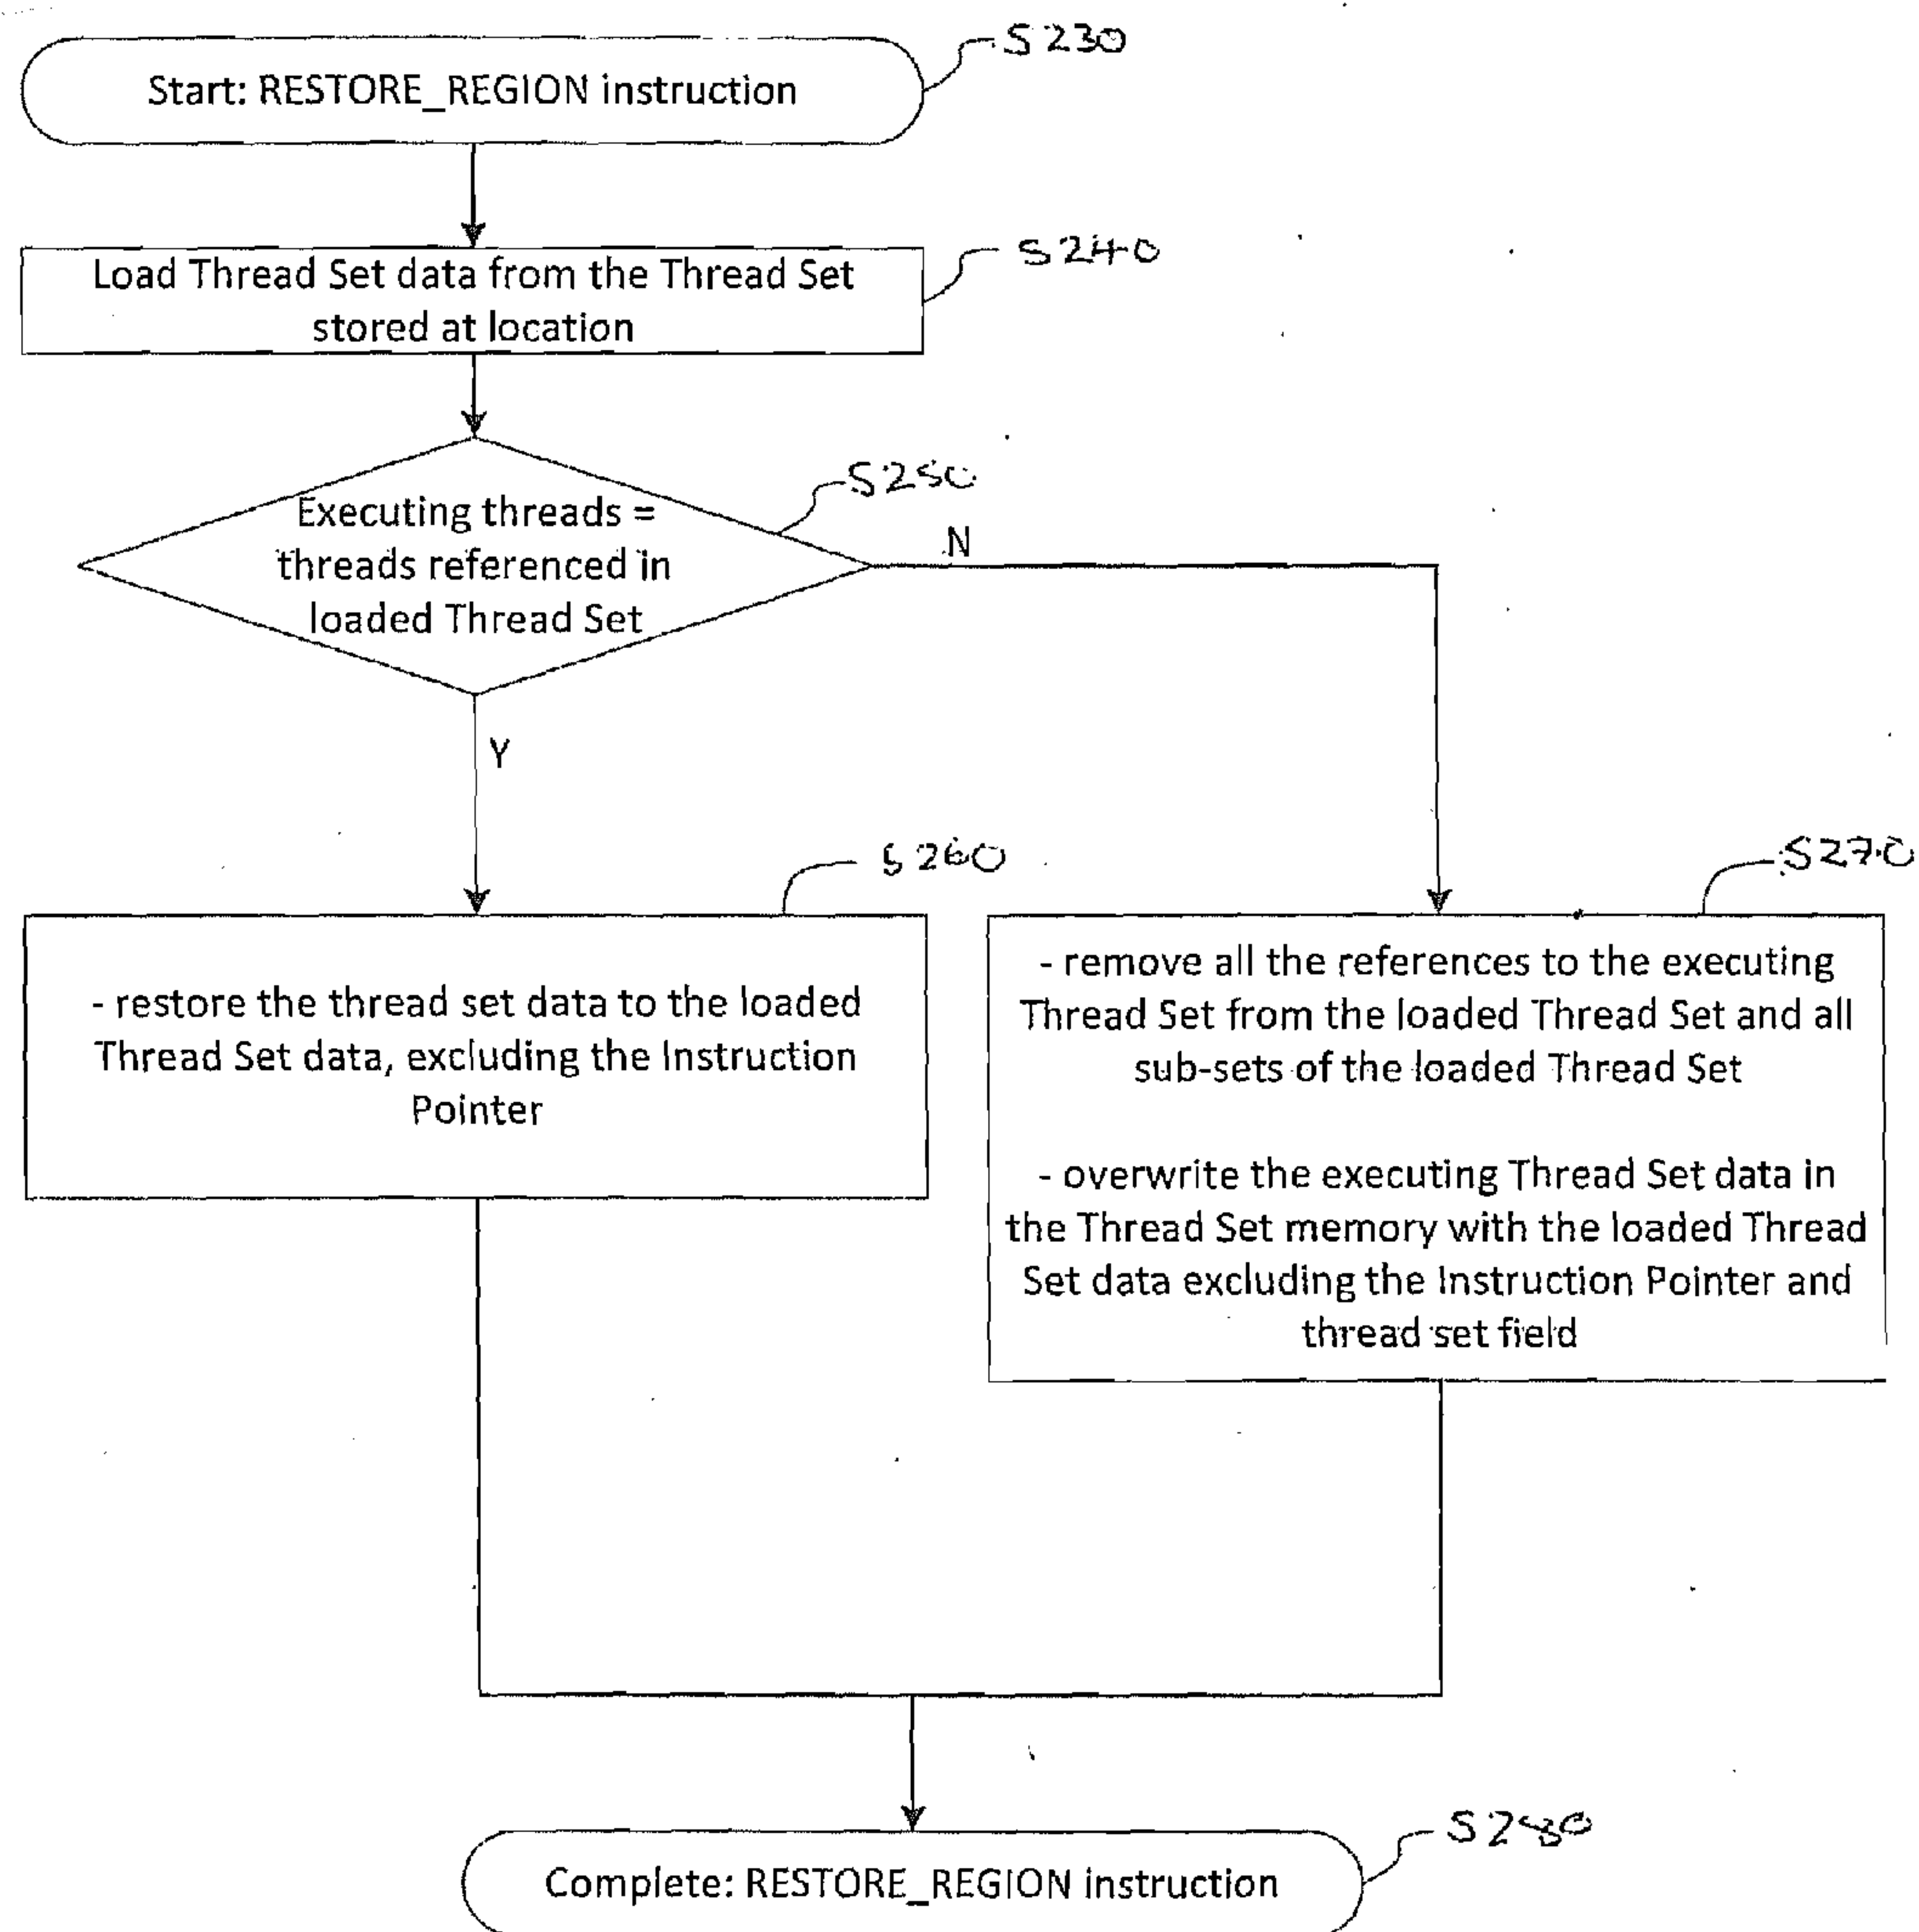 S230
Start: RESTORE_REGION instruction
S240
Load Thread Set data from the Thread Set
stored at location
S250
Executing threads =
threads referenced in
loaded Thread Set
N
Y
S260
S270
- restore the thread set data to the loaded
Thread Set data, excluding the Instruction
Pointer
- remove all the references to the executing
Thread Set from the loaded Thread Set and all
sub-sets of the loaded Thread Set
- overwrite the executing Thread Set data in
the Thread Set memory with the loaded Thread
Set data excluding the Instruction Pointer and
thread set field
S280
Complete: RESTORE_REGION instruction